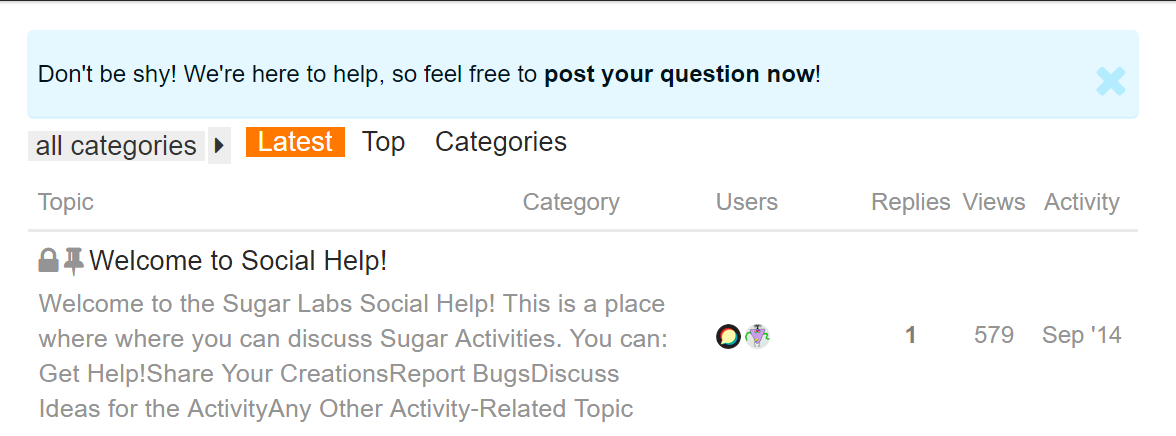 Don't be shy! We're here to help, so feel free to post your question now!
all categories Latest Top Categories
Topic Category Users Replies Views Activity
Welcome to Social Help!
Welcome to the Sugar Labs Social Help! This is a place
where where you can discuss Sugar Activities. You can:
Get Help!Share Your CreationsReport BugsDiscuss
Ideas for the ActivityAny Other Activity-Related Topic
1 579 Sep '14